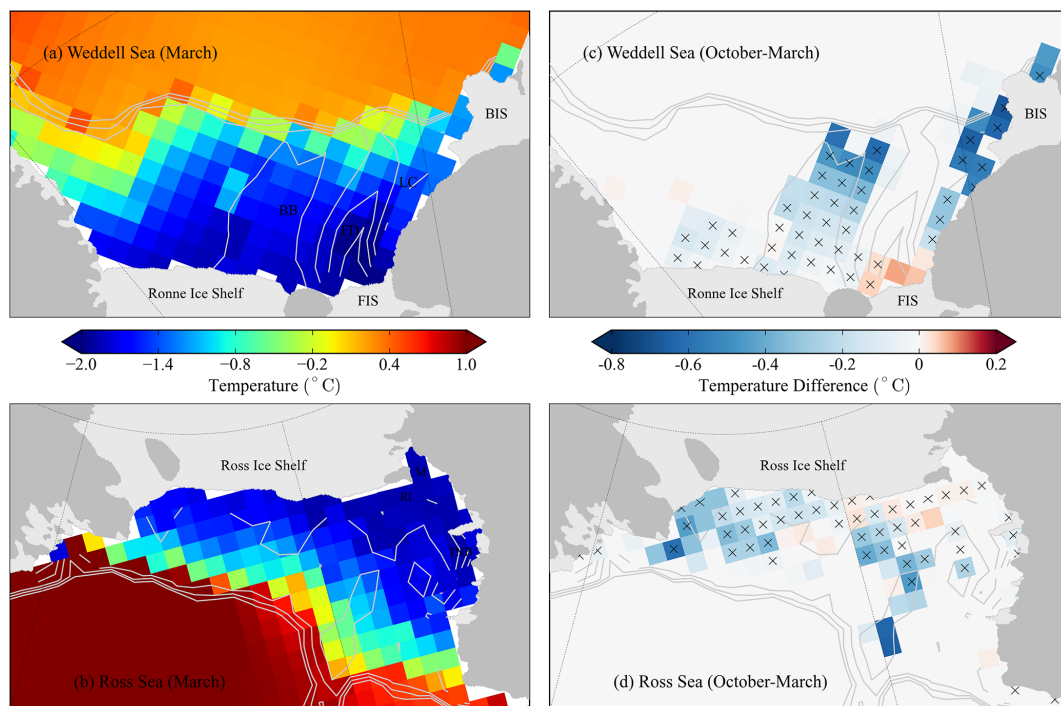 (a) Weddell Sea (March)
BIS
LC
BB
Ronne Ice Shelf
FIS
(c) Weddell Sea (October-March)
BIS
Ronne Ice Shelf
FIS
−2.0 −1.4 −0.8 −0.2 0.4 1.0
Temperature (°C)
−0.8 −0.6 −0.4 −0.2 0 0.2
Temperature Difference (°C)
Ross Ice Shelf
M
RI
(b) Ross Sea (March)
Ross Ice Shelf
(d) Ross Sea (October-March)